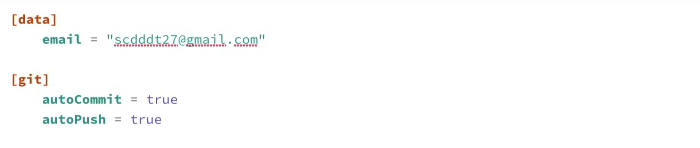 [data]
    email = "scdddt27@gmail.com"

[git]
    autoCommit = true
    autoPush = true